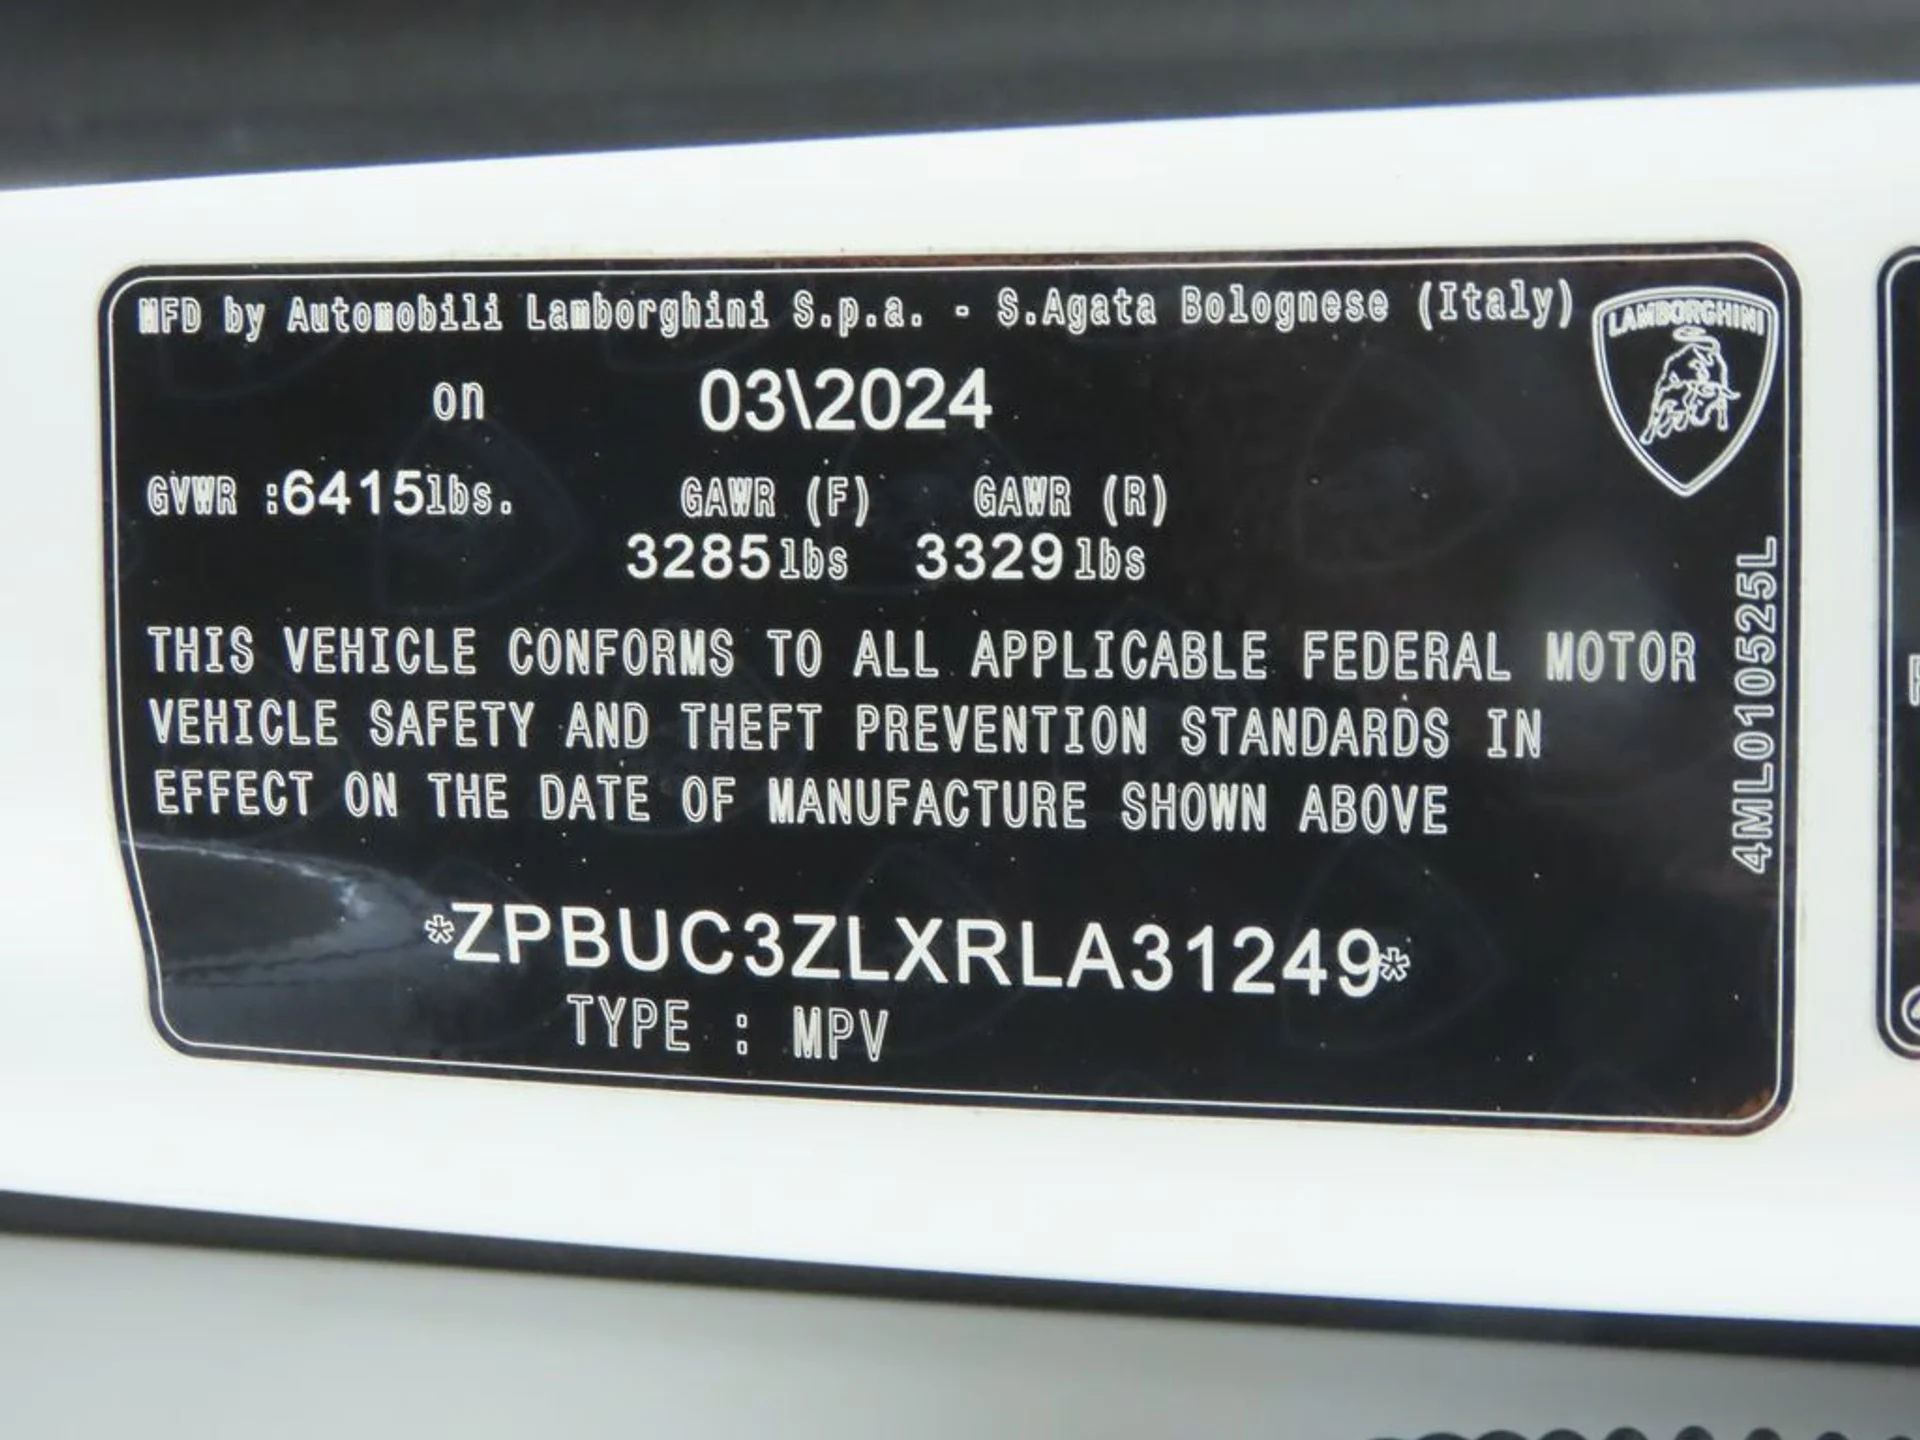 MFD by Automobili Lamborghini S.p.a. - S.Agata Bolognese (Italy)
LAMBORGHINI
on 03\2024
GVWR :6415lbs. GAWR (F) GAWR (R)
3285lbs 3329lbs
THIS VEHICLE CONFORMS TO ALL APPLICABLE FEDERAL MOTOR
VEHICLE SAFETY AND THEFT PREVENTION STANDARDS IN
EFFECT ON THE DATE OF MANUFACTURE SHOWN ABOVE
*ZPBUC3ZLXRLA31249*
TYPE : MPV
4ML010525L